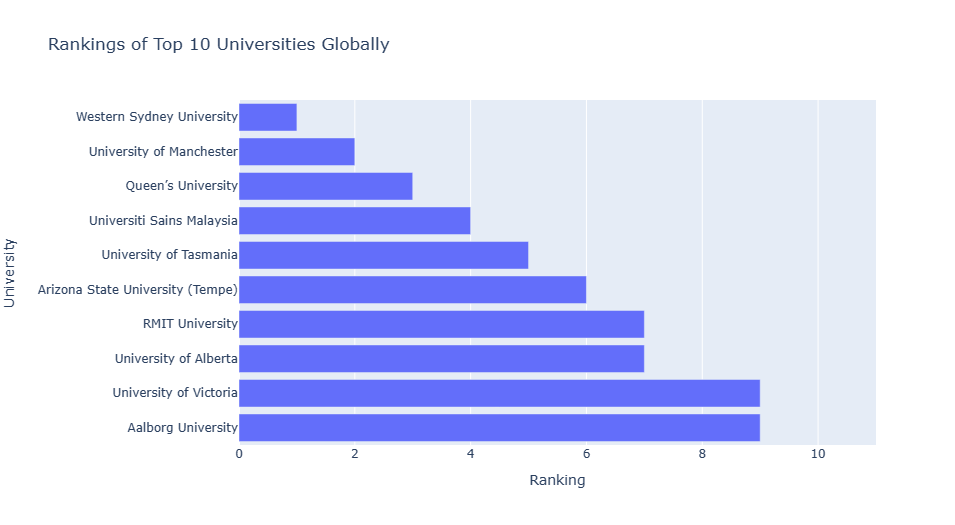 Rankings of Top 10 Universities Globally
Western Sydney University
University of Manchester
Queen’s University
Universiti Sains Malaysia
University of Tasmania
Arizona State University (Tempe)
RMIT University
University of Alberta
University of Victoria
Aalborg University
University
0 2 4 6 8 10
Ranking